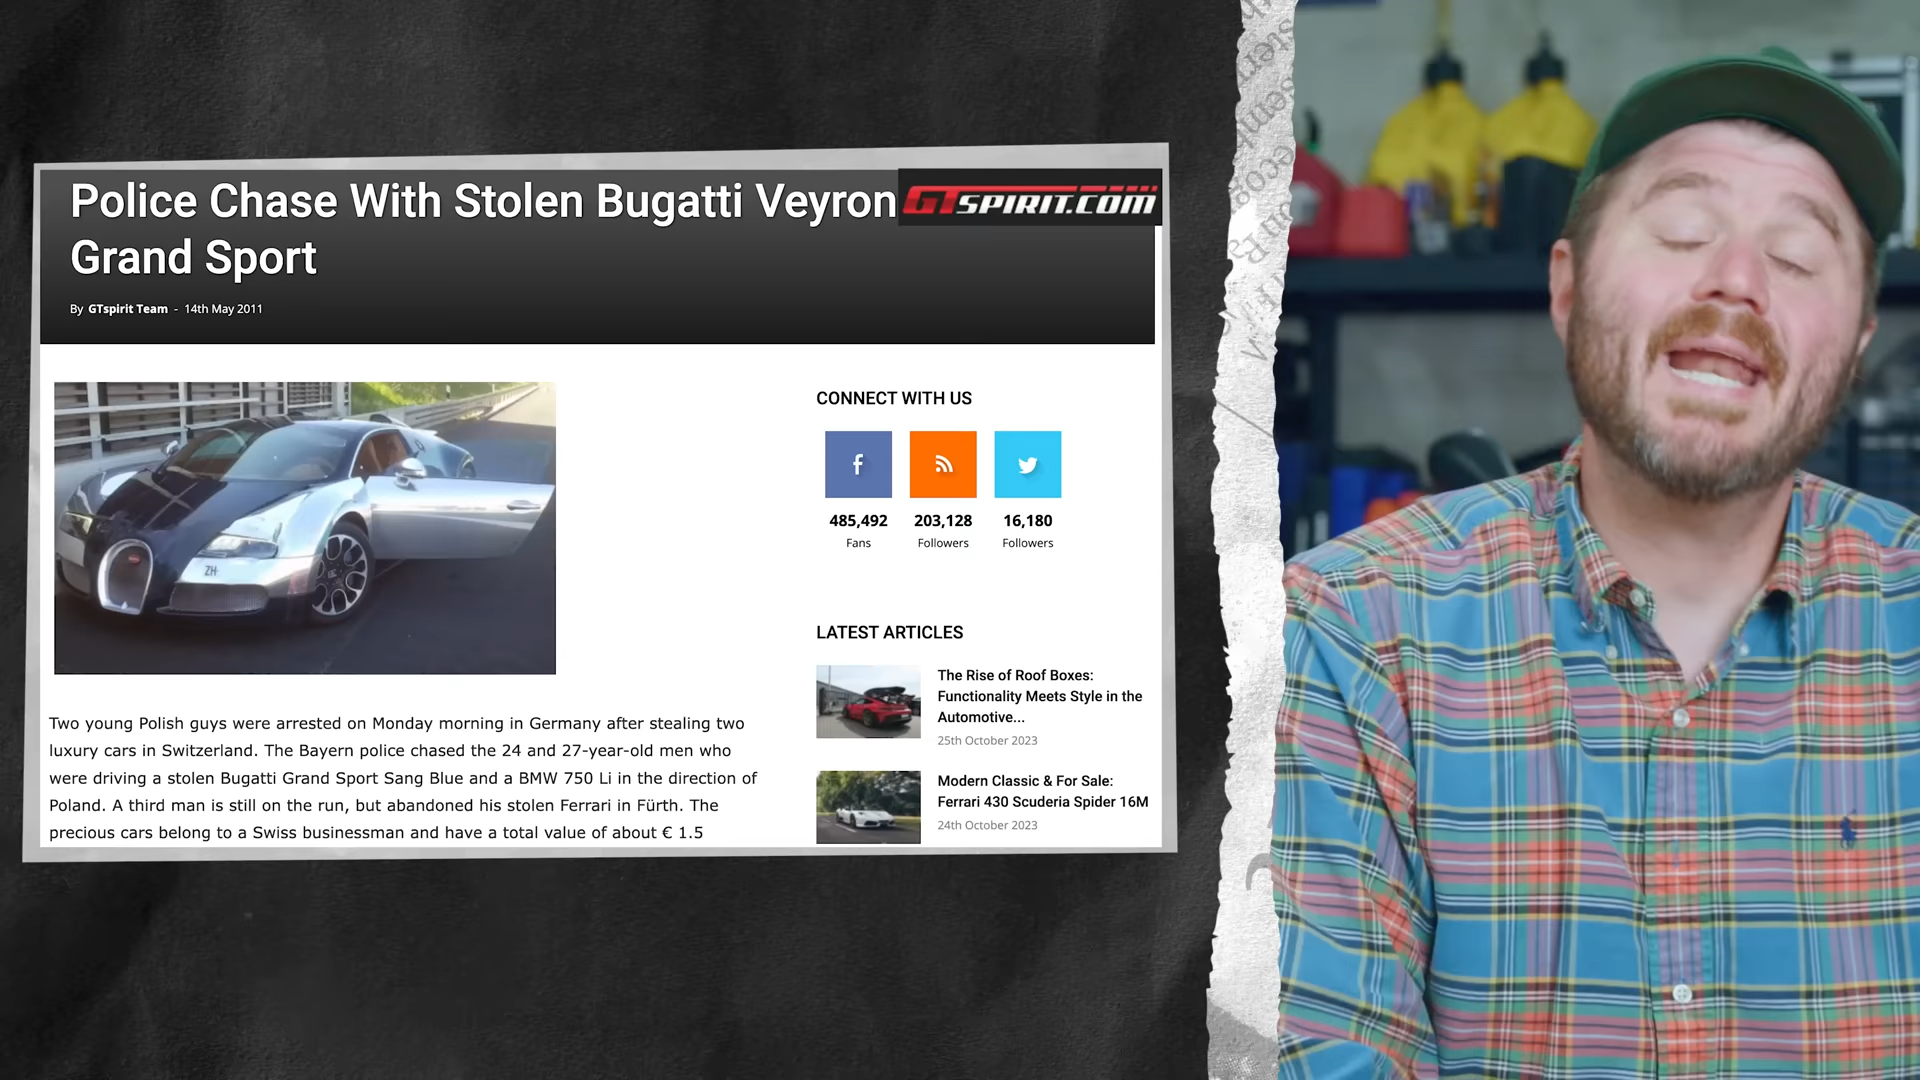 Police Chase With Stolen Bugatti Veyron
Grand Sport
GTSPIRIT.COM
By GTspirit Team - 14th May 2011
ZH
CONNECT WITH US
485,492
Fans
203,128
Followers
16,180
Followers
LATEST ARTICLES
The Rise of Roof Boxes:
Functionality Meets Style in the
Automotive...
25th October 2023
Modern Classic & For Sale:
Ferrari 430 Scuderia Spider 16M
24th October 2023
Two young Polish guys were arrested on Monday morning in Germany after stealing two
luxury cars in Switzerland. The Bayern police chased the 24 and 27-year-old men who
were driving a stolen Bugatti Grand Sport Sang Blue and a BMW 750 Li in the direction of
Poland. A third man is still on the run, but abandoned his stolen Ferrari in Fürth. The
precious cars belong to a Swiss businessman and have a total value of about € 1.5